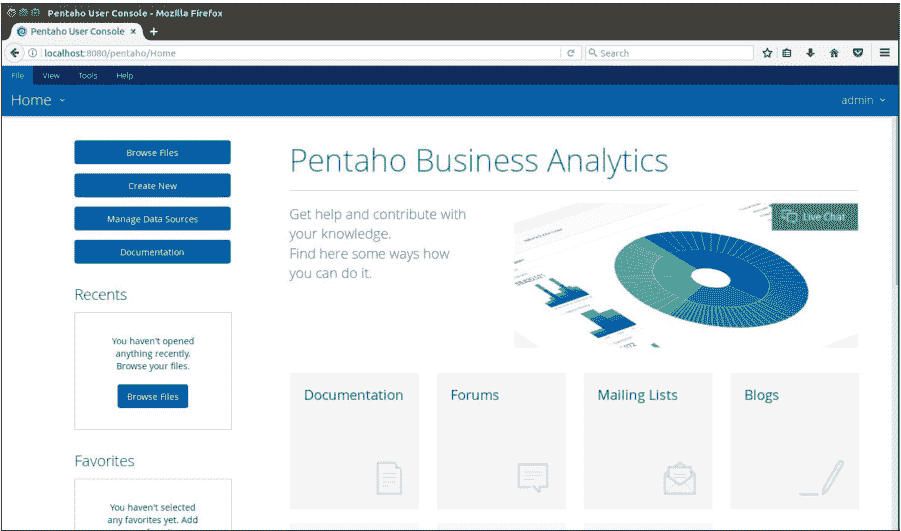 Pentaho User Console - Mozilla Firefox
Pentaho User Console × +
localhost:8080/pentaho/Home
Search
File View Tools Help
Home
admin
Browse Files
Create New
Manage Data Sources
Documentation
Recents
You haven't opened
anything recently.
Browse your files.
Browse Files
Favorites
You haven't selected
any favorites yet. Add
Pentaho Business Analytics
Get help and contribute with
your knowledge.
Find here some ways how
you can do it.
Live Chat
Documentation
Forums
Mailing Lists
Blogs